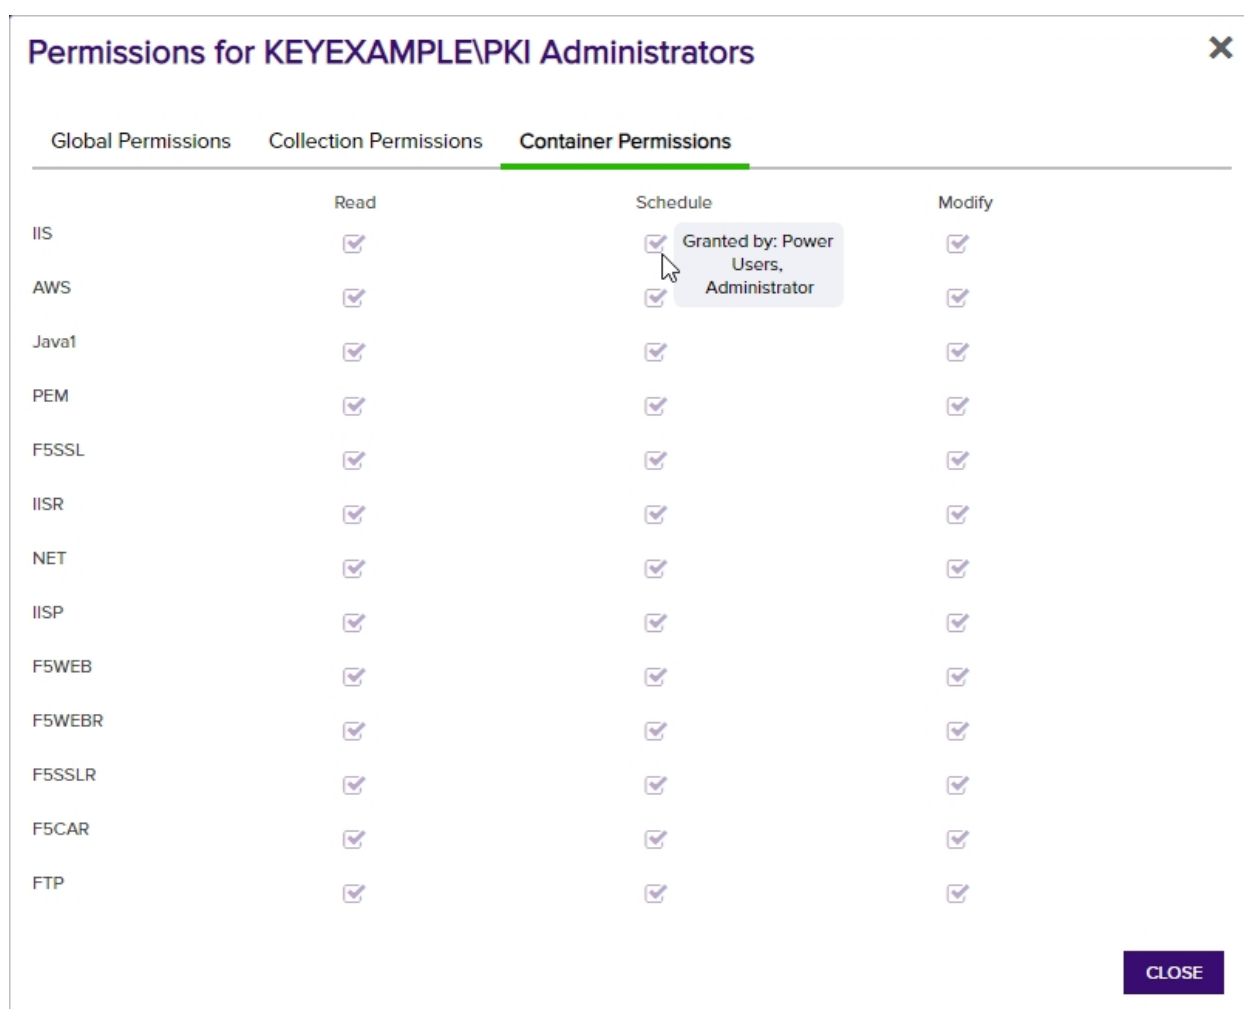 Permissions for KEYEXAMPLE\PKI Administrators
Global Permissions Collection Permissions Container Permissions
Read Schedule Modify
IIS
Granted by: Power
Users,
Administrator
AWS
Java1
PEM
F5SSL
IISR
NET
IISP
F5WEB
F5WEBR
F5SSLR
F5CAR
FTP
CLOSE